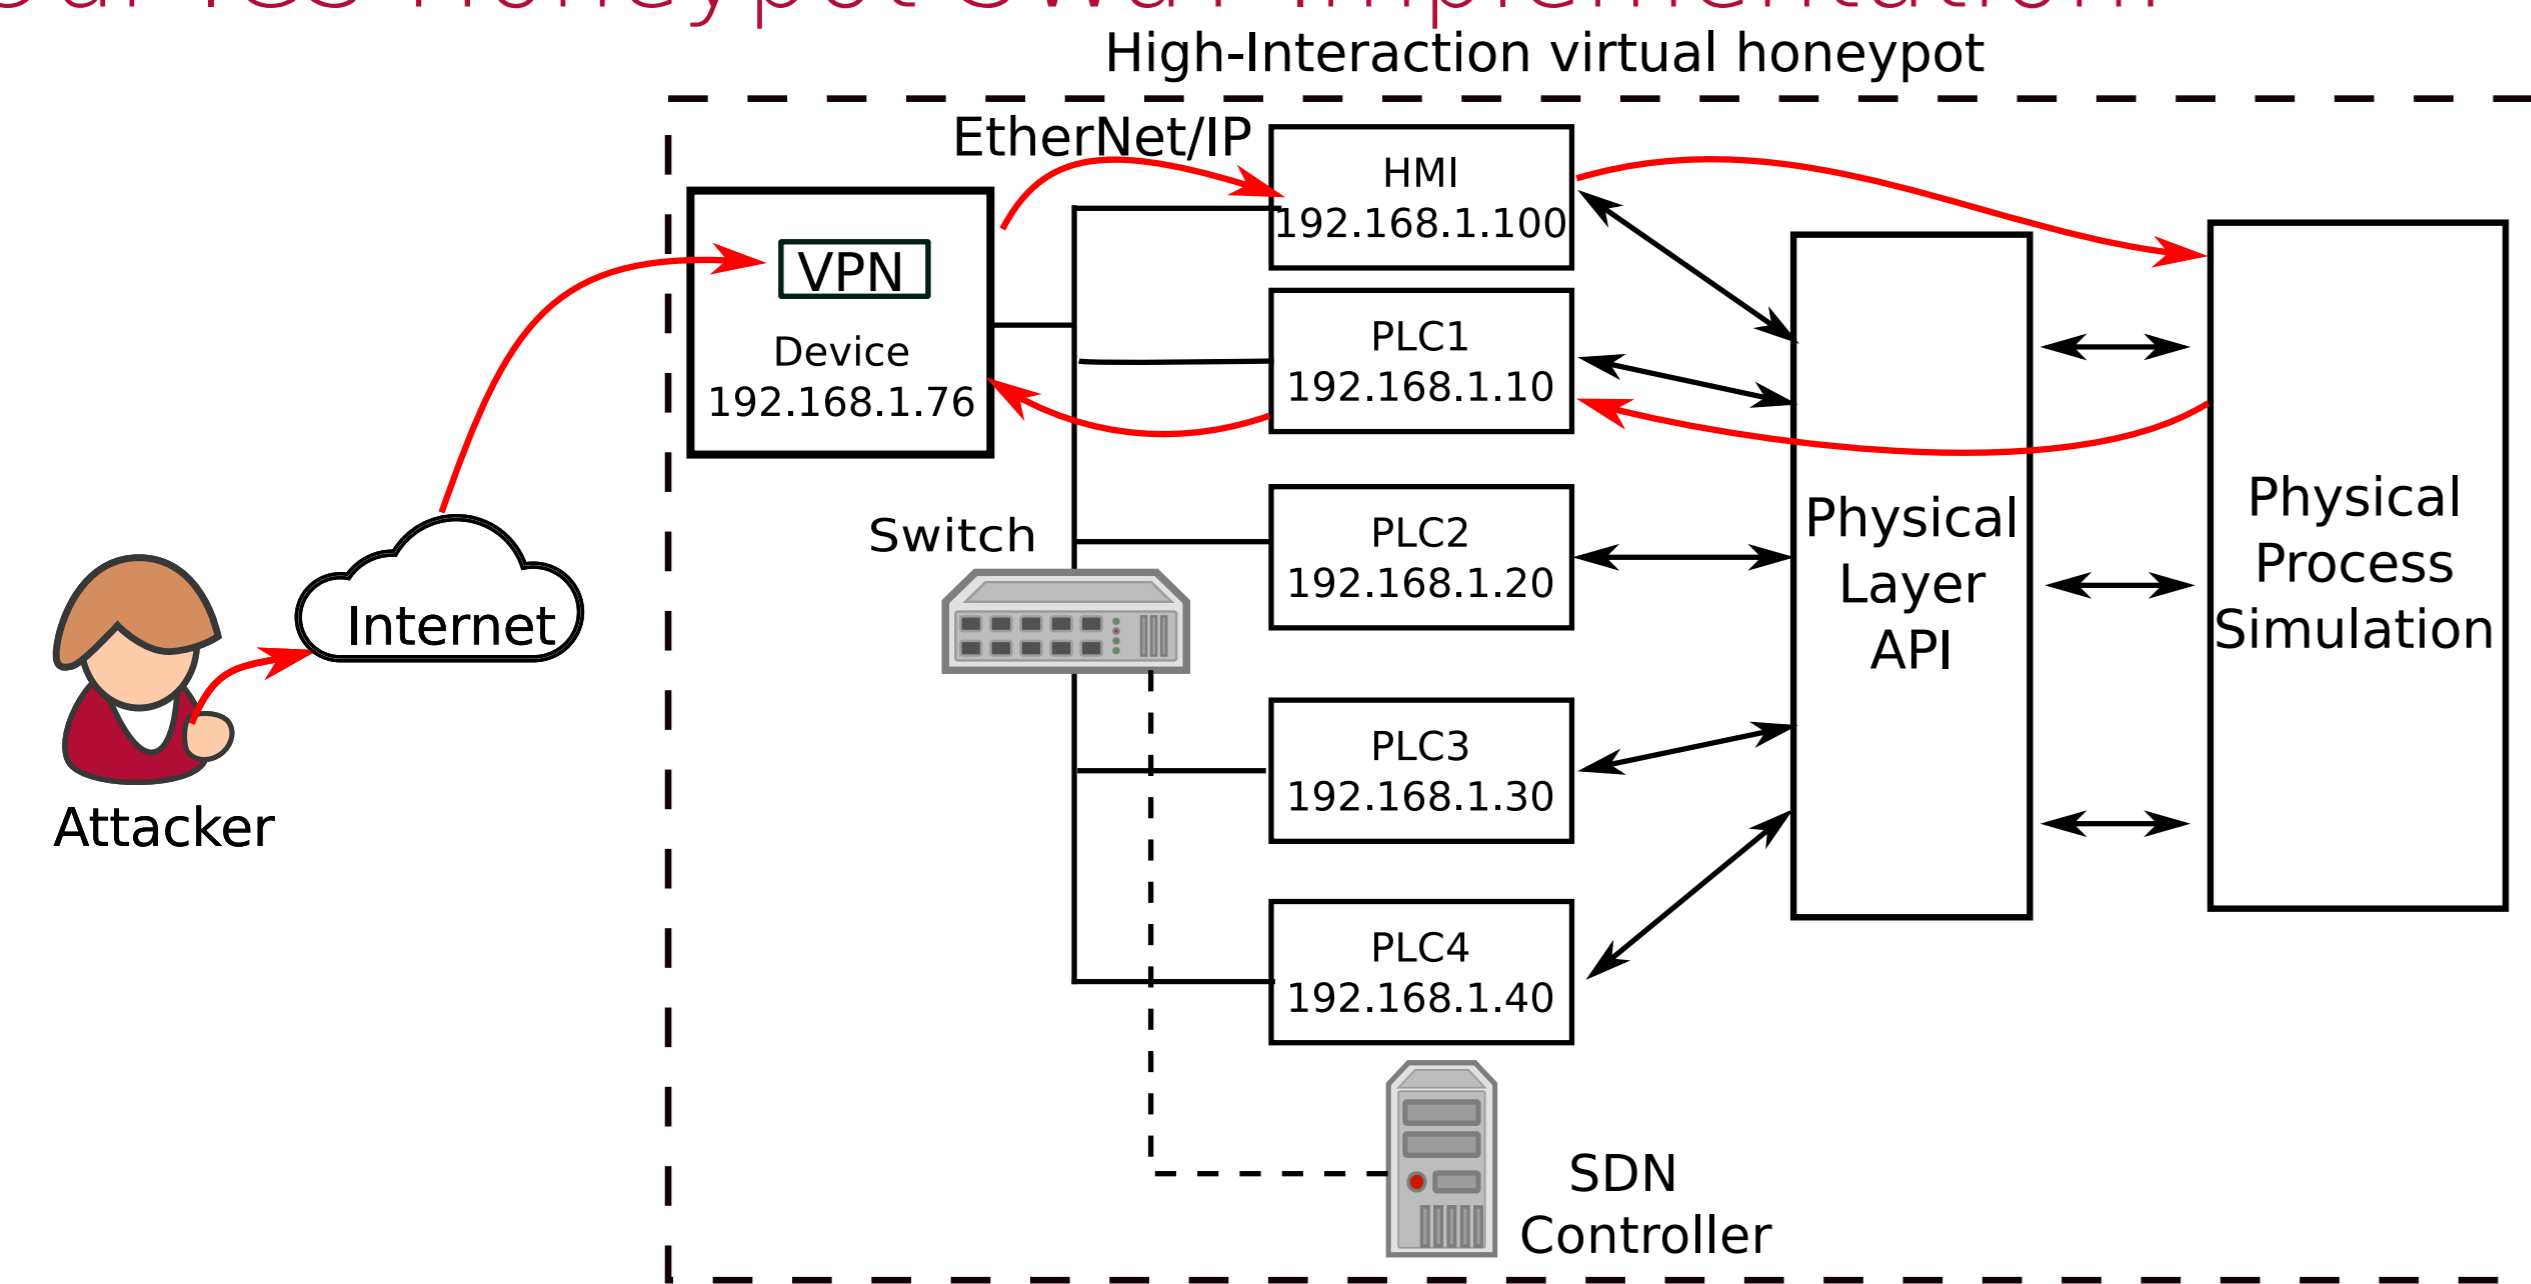 High-Interaction virtual honeypot
EtherNet/IP
HMI
192.168.1.100
VPN
Device
192.168.1.76
PLC1
192.168.1.10
Switch
PLC2
192.168.1.20
Physical
Layer
API
Physical
Process
Simulation
Internet
Attacker
PLC3
192.168.1.30
PLC4
192.168.1.40
SDN
Controller